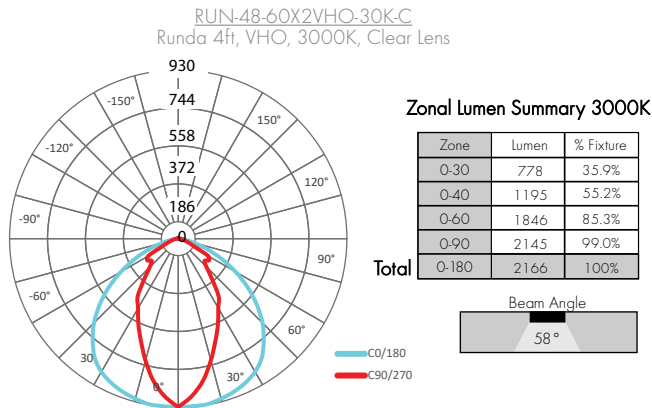 RUN-48-60X2VHO-30K-C
Runda 4ft, VHO, 3000K, Clear Lens
930
744
558
372
186
0
-150°
150°
-120°
120°
-90°
90°
-60°
60°
30
0°
30°
C0/180
C90/270
Zonal Lumen Summary 3000K
Zone Lumen % Fixture
0-30 778 35.9%
0-40 1195 55.2%
0-60 1846 85.3%
0-90 2145 99.0%
Total 0-180 2166 100%
Beam Angle
58°